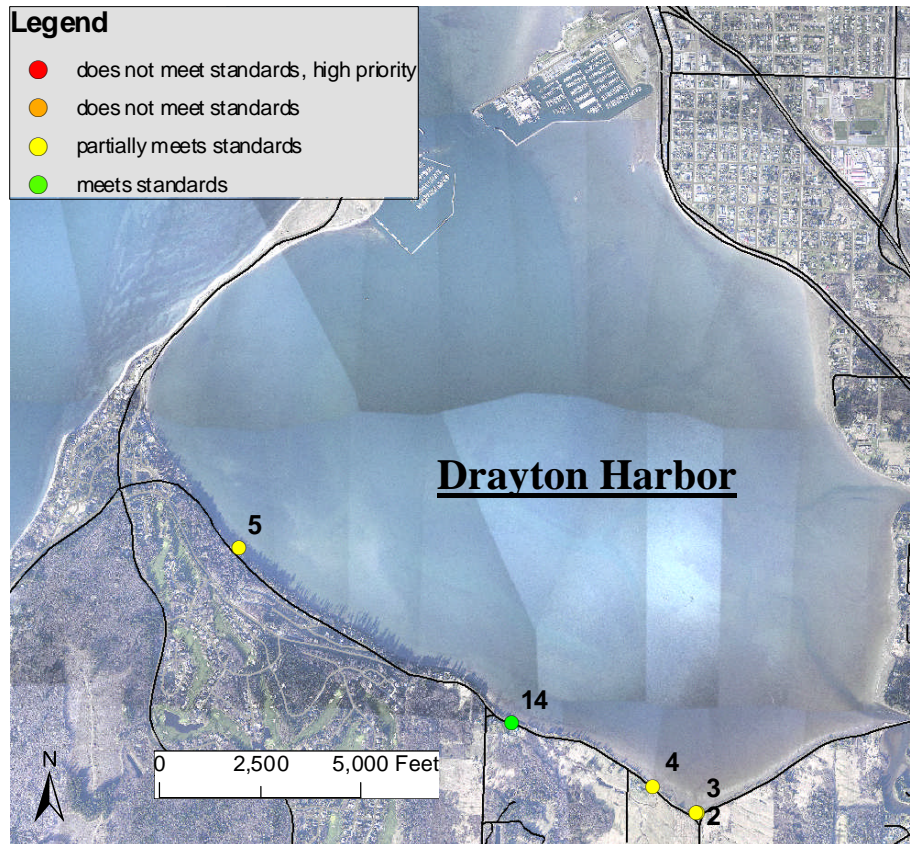 Legend
does not meet standards, high priority
does not meet standards
partially meets standards
meets standards
Drayton Harbor
5
14
4
3
2
N
0 2,500 5,000 Feet